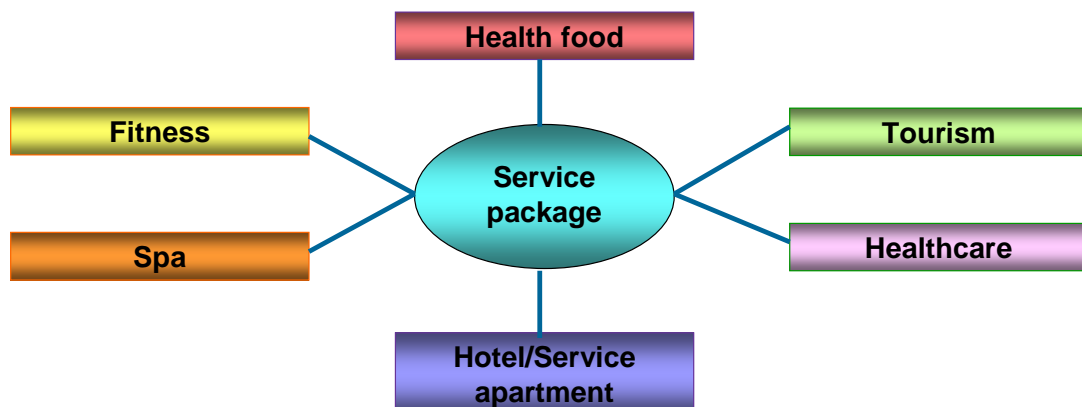 Health food
Fitness
Tourism
Service
package
Spa
Healthcare
Hotel/Service
apartment